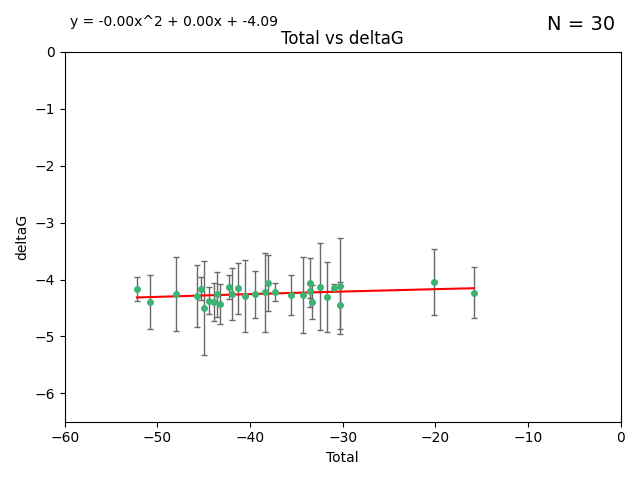 y = -0.00x^2 + 0.00x + -4.09
N = 30
Total vs deltaG
deltaG
0
−1
−2
−3
−4
−5
−6
−60
−50
−40
−30
−20
−10
0
Total